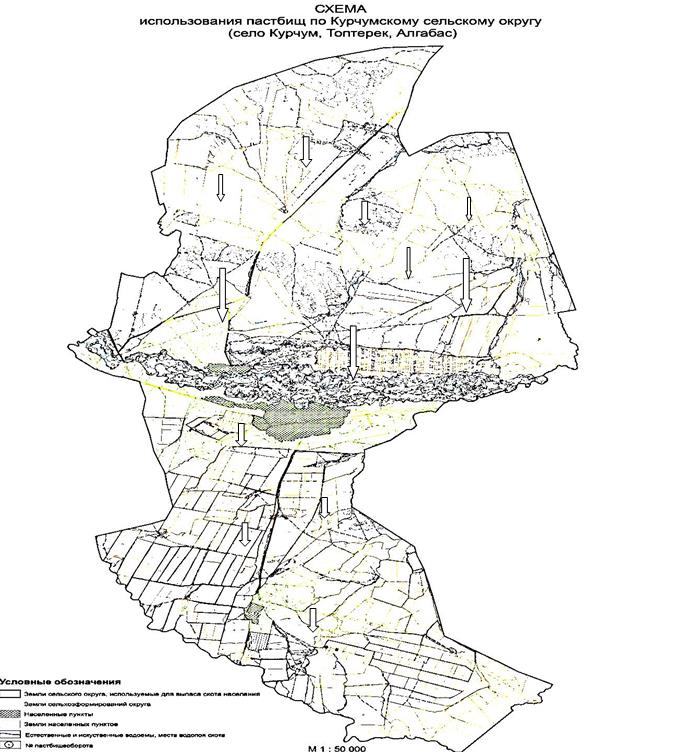 СХЕМА
использования пастбищ по Курчумскому сельскому округу
(село Курчум, Топтерек, Алгабас)
Условные обозначения
Земли сельского округа, используемые для выпаса скота населения
Земли сельхозформирований округа
Населенные пункты
Земли населенных пунктов
Естественные и искуственные водоемы, места водопоя скота
№ пастбищеоборота
М 1 : 50 000